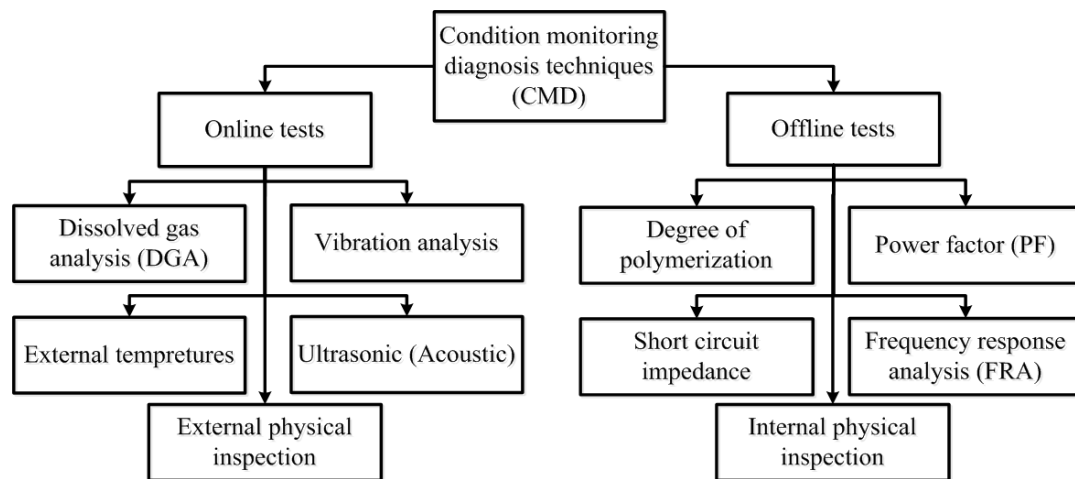 Condition monitoring
diagnosis techniques
(CMD)
Online tests
Offline tests
Dissolved gas
analysis (DGA)
Vibration analysis
Degree of
polymerization
Power factor (PF)
External tempretures
Ultrasonic (Acoustic)
Short circuit
impedance
Frequency response
analysis (FRA)
External physical
inspection
Internal physical
inspection